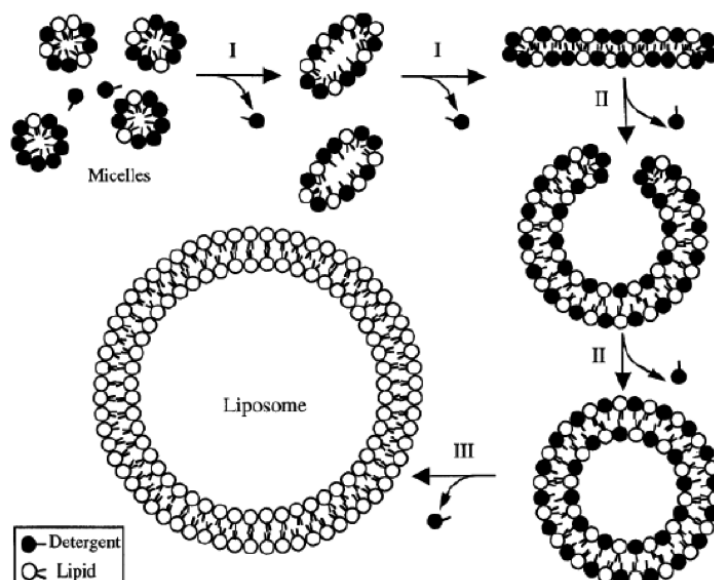 I
I
II
Micelles
II
Liposome
III
Detergent
Lipid